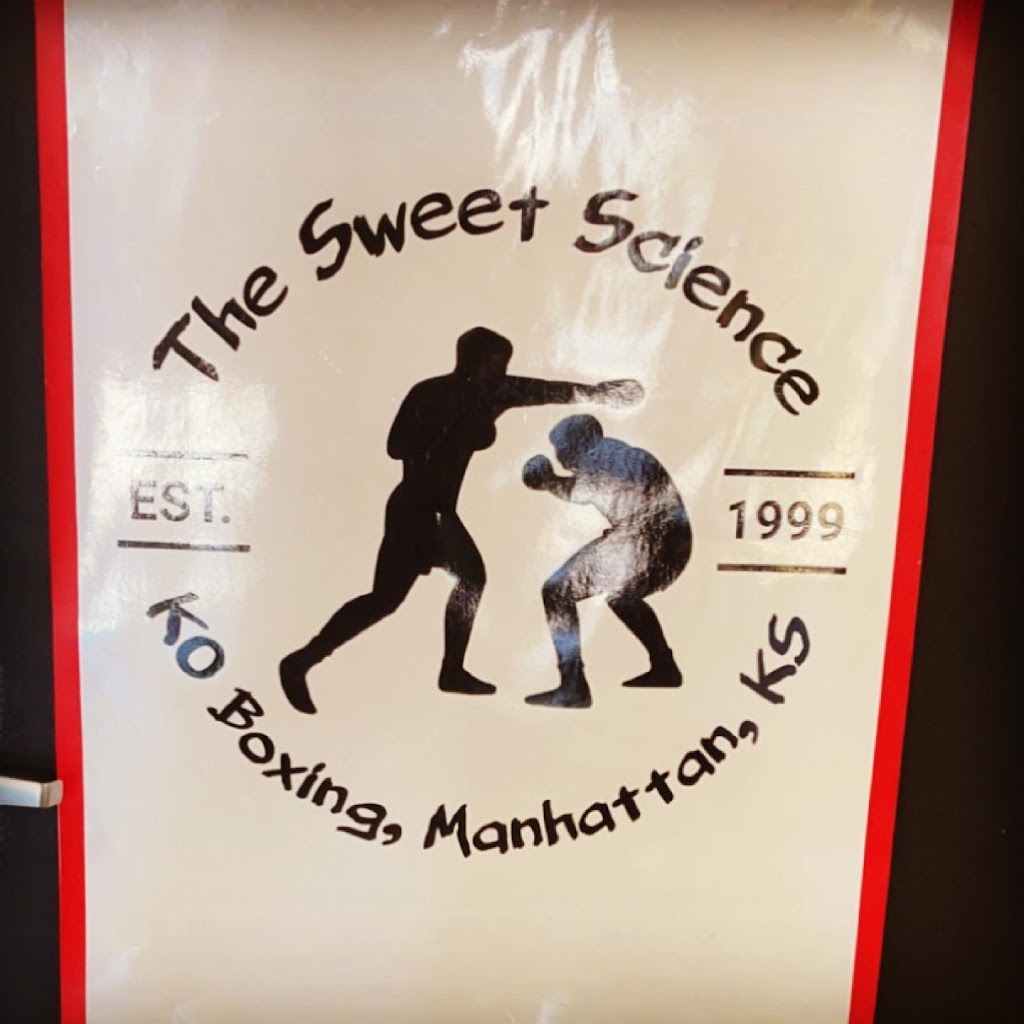 The Sweet Science
EST.
1999
KO Boxing, Manhattan, KS